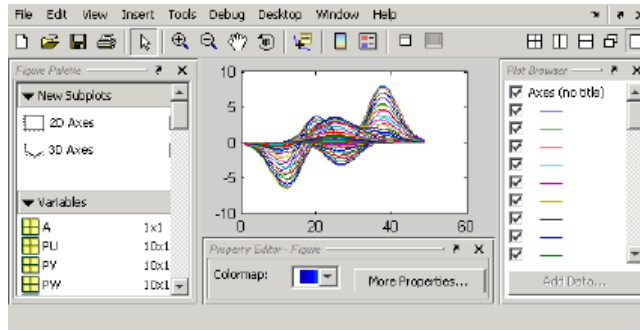 File Edit View Insert Tools Debug Desktop Window Help
Figure Palette
New Subplots
2D Axes
3D Axes
Variables
A 1x1
PU 10x1
PV 10x1
PW 10x1
10
5
0
-5
-10
0 20 40 60
Property Editor - Figure
Colormap:
More Properties...
Plot Browser
Axes (no title)
Add Data...